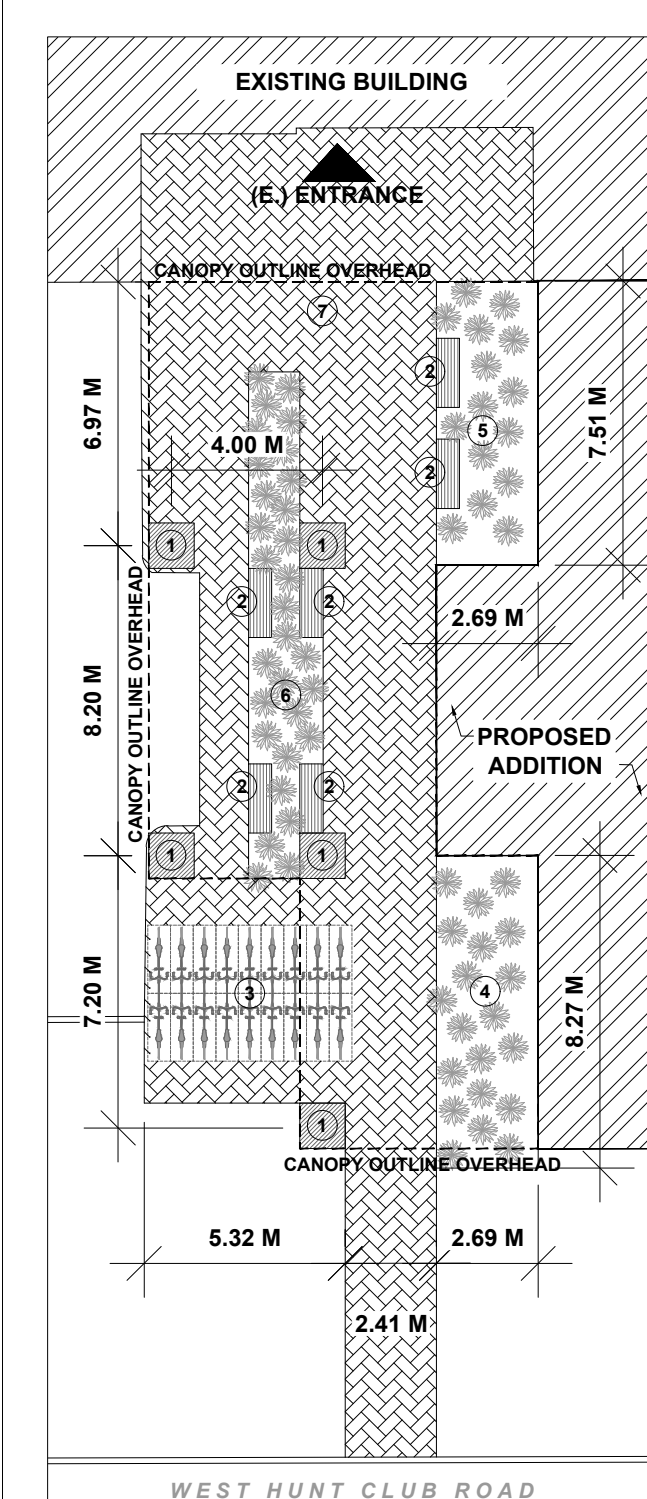 EXISTING BUILDING
(E.) ENTRANCE
CANOPY OUTLINE OVERHEAD
7
6.97 M
4.00 M
2
5
7.51 M
2
1
1
2
2
2.69 M
CANOPY OUTLINE OVERHEAD
8.20 M
6
PROPOSED
ADDITION
2
2
1
1
7.20 M
3
4
8.27 M
1
CANOPY OUTLINE OVERHEAD
5.32 M
2.69 M
2.41 M
WEST HUNT CLUB ROAD